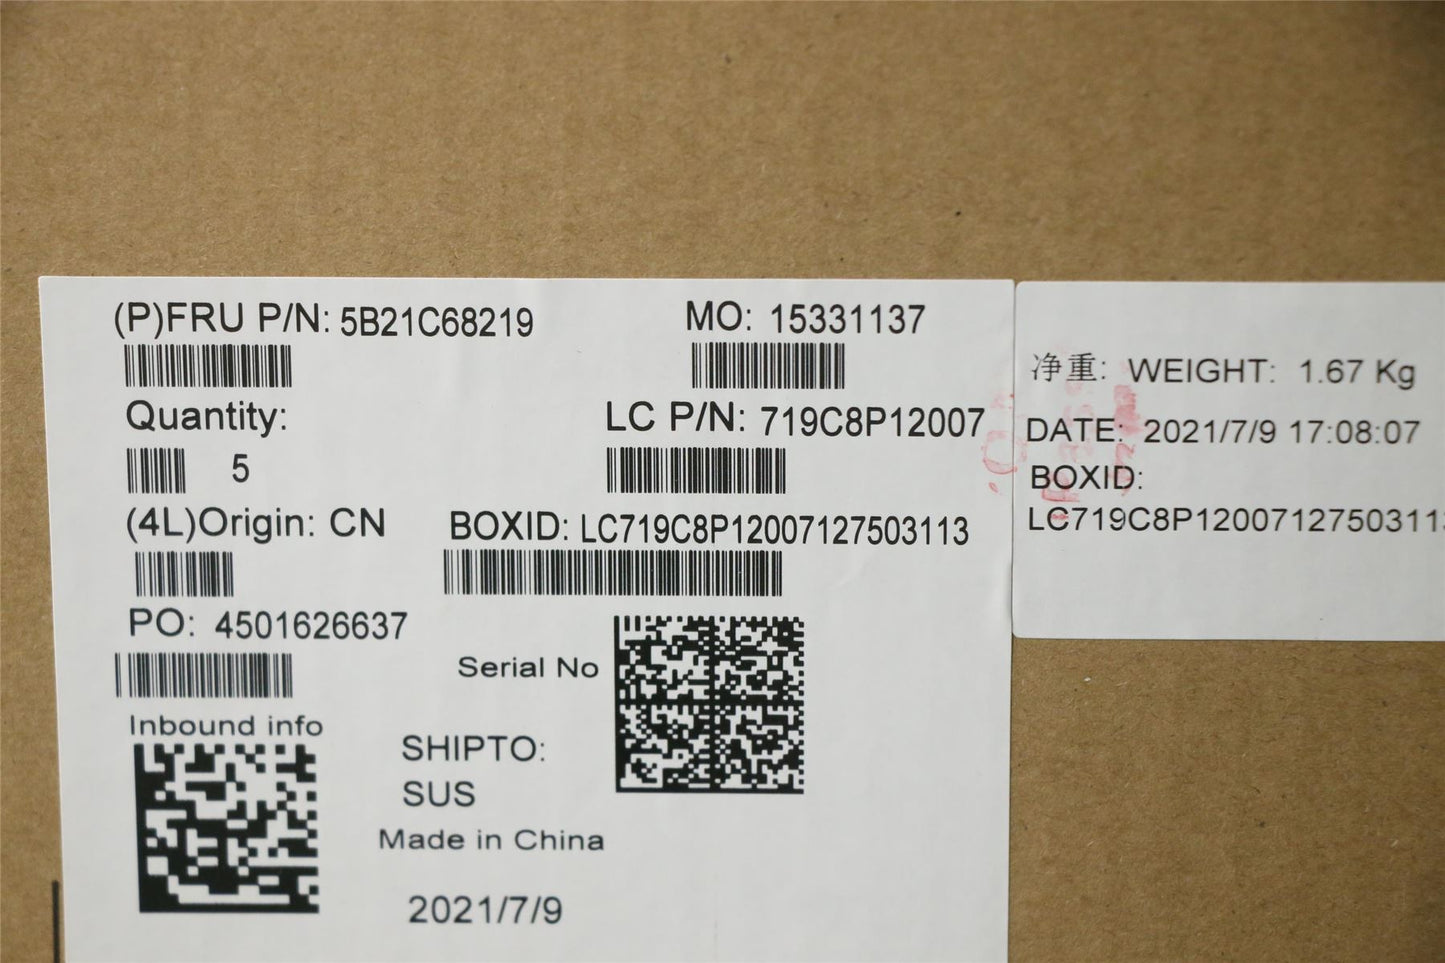 (P)FRU P/N: 5B21C68219
MO: 15331137
Quantity:
5
LC P/N: 719C8P12007
(4L)Origin: CN
BOXID: LC719C8P12007127503113
PO: 4501626637
Serial No
Inbound info
SHIPTO:
SUS
Made in China
2021/7/9
净重: WEIGHT: 1.67 Kg
DATE: 2021/7/9 17:08:07
BOXID:
LC719C8P12007127503113